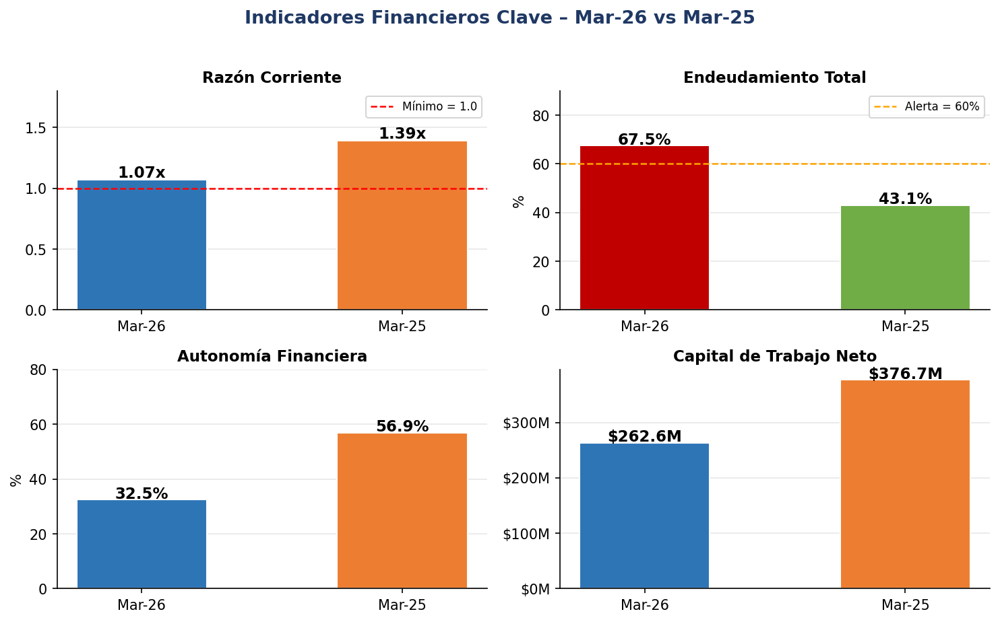 Indicadores Financieros Clave – Mar-26 vs Mar-25
Razón Corriente
Mínimo = 1.0
1.5
1.0
0.5
0.0
1.07x
1.39x
Mar-26
Mar-25
Endeudamiento Total
Alerta = 60%
%
80
60
40
20
0
67.5%
43.1%
Mar-26
Mar-25
Autonomía Financiera
%
80
60
40
20
0
32.5%
56.9%
Mar-26
Mar-25
Capital de Trabajo Neto
$300M
$200M
$100M
$0M
$262.6M
$376.7M
Mar-26
Mar-25